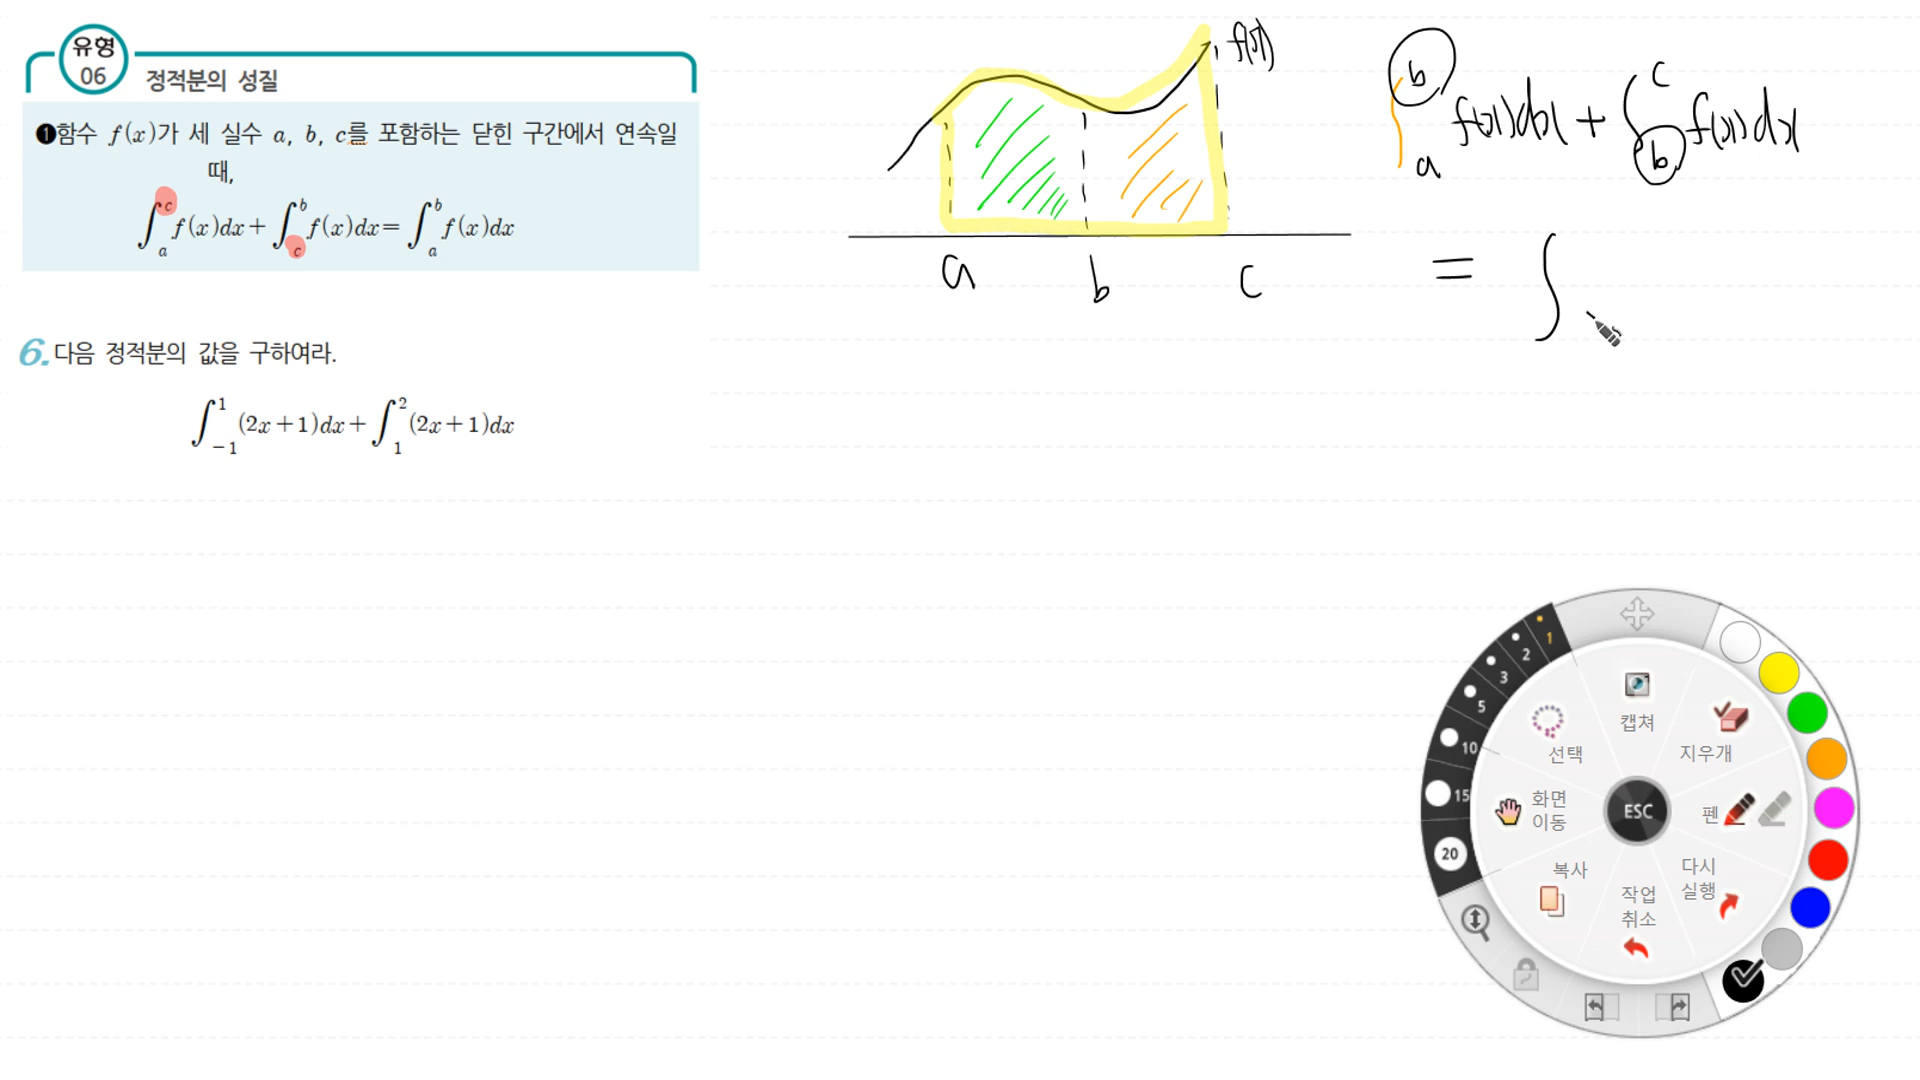 유형
06
정적분의 성질
❶함수 f(x)가 세 실수 a, b, c를 포함하는 닫힌 구간에서 연속일
때,
∫_a^c f(x)dx+∫_c^b f(x)dx=∫_a^b f(x)dx
6. 다음 정적분의 값을 구하여라.
∫_{-1}^1 (2x+1)dx+∫_1^2 (2x+1)dx
f(x)
a b c
∫_a^b f(x)dx + ∫_b^c f(x)dx
= ∫
1
2
3
5
10
15
20
캡쳐
선택
지우개
화면
이동
ESC
펜
복사
작업
취소
다시
실행